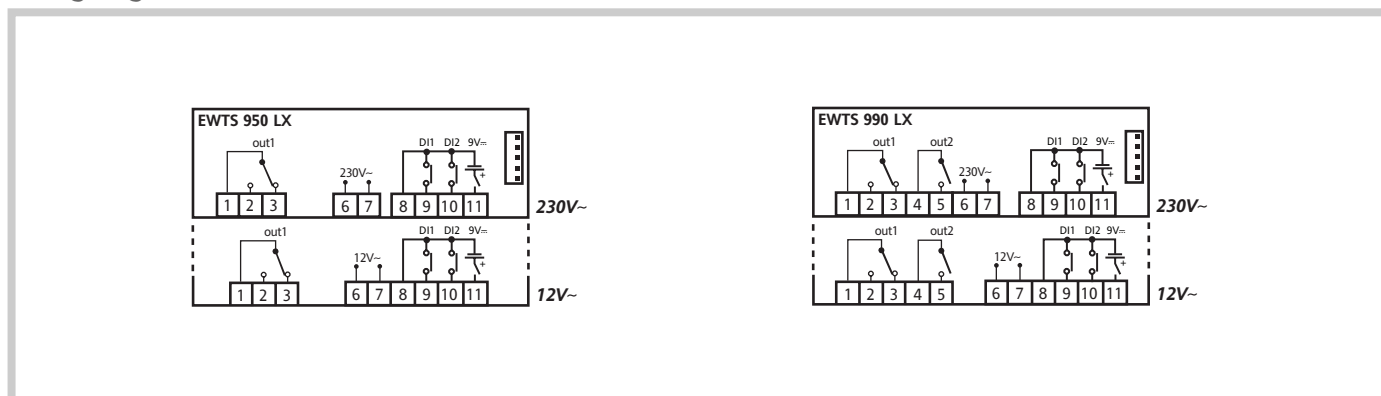 EWTS 950 LX
out1
230V~
DI1 DI2 9V
+
1 2 3 6 7 8 9 10 11
230V~
out1
12V~
DI1 DI2 9V
+
1 2 3 6 7 8 9 10 11
12V~
EWTS 990 LX
out1 out2
230V~
DI1 DI2 9V
+
1 2 3 4 5 6 7 8 9 10 11
230V~
out1 out2
12V~
DI1 DI2 9V
+
1 2 3 4 5 6 7 8 9 10 11
12V~